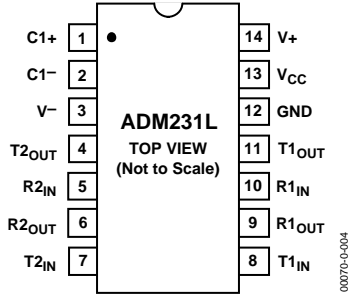 C1+ 1 14 V+
C1– 2 13 VCC
V– 3 12 GND
ADM231L
T2OUT 4 TOP VIEW 11 T1OUT
(Not to Scale)
R2IN 5 10 R1IN
R2OUT 6 9 R1OUT
T2IN 7 8 T1IN
00070-0-004